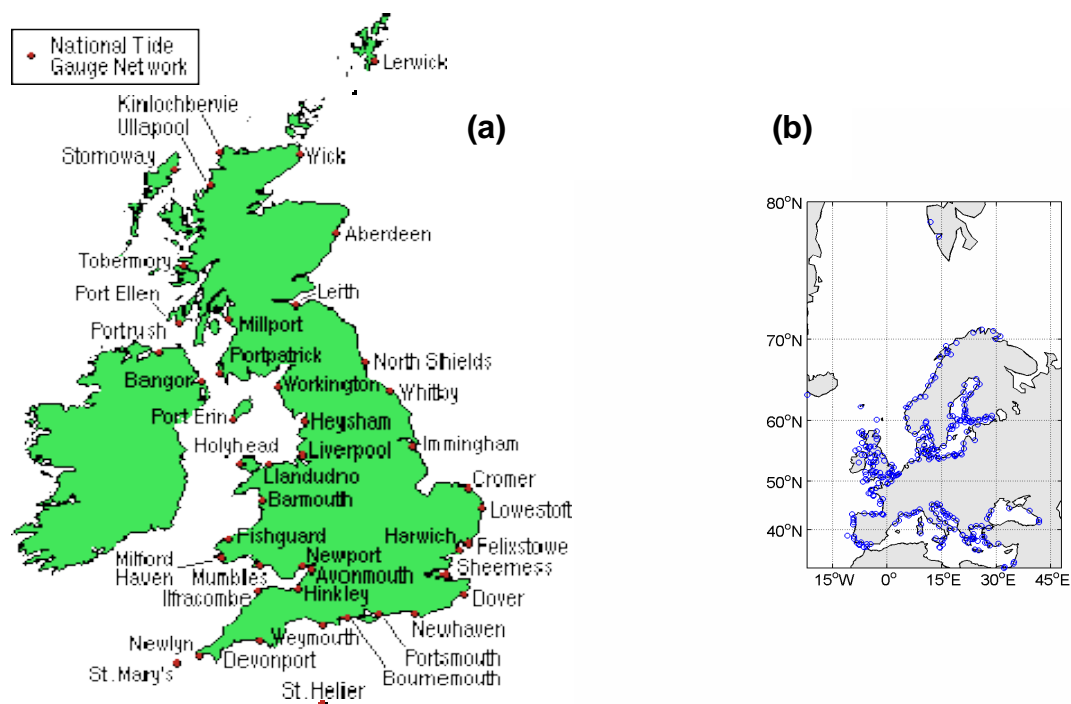 National Tide
Gauge Network
Lerwick
Kinlochbervie
(a)
(b)
Ullapool
Stornoway
Wick
80°N
Aberdeen
Tobermory
Port Ellen
Leith
Portrush
Millport
70°N
Portpatrick
North Shields
Bangor
Workington
Whitby
Port Erin
Heysham
60°N
Holyhead
Immingham
Liverpool
Llandudno
Cromer
50°N
Barmouth
Lowestoft
Harwich
40°N
Fishguard
Felixstowe
Milford
Haven
Newport
Sheerness
Mumbles
Avonmouth
15°W
0°
15°E
30°E
45°E
Ilfracombe
Hinkley
Dover
Newhaven
Newlyn
Weymouth
Portsmouth
St. Mary's
Devonport
Bournemouth
St. Helier